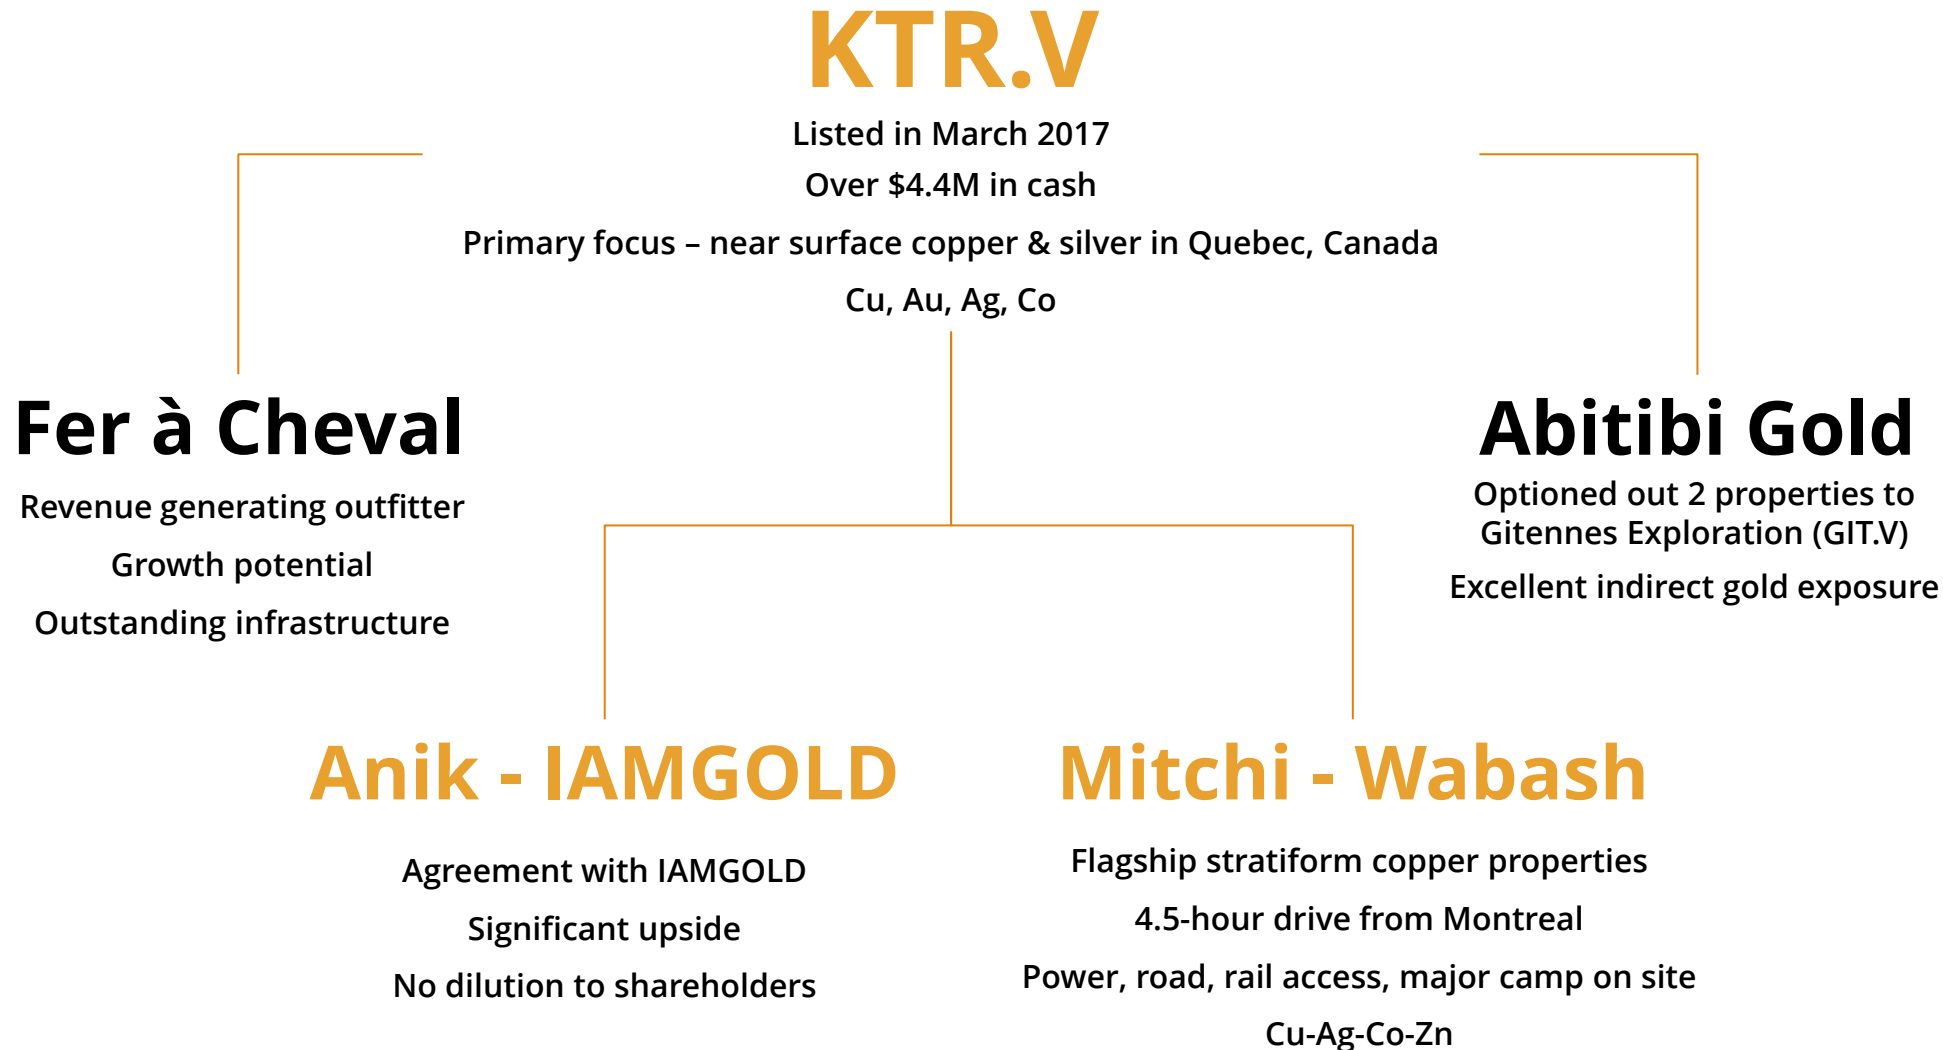 KTR.V
Listed in March 2017
Over $4.4M in cash
Primary focus – near surface copper & silver in Quebec, Canada
Cu, Au, Ag, Co
Fer à Cheval
Revenue generating outfitter
Growth potential
Outstanding infrastructure
Abitibi Gold
Optioned out 2 properties to
Gitennes Exploration (GIT.V)
Excellent indirect gold exposure
Anik - IAMGOLD
Agreement with IAMGOLD
Significant upside
No dilution to shareholders
Mitchi - Wabash
Flagship stratiform copper properties
4.5-hour drive from Montreal
Power, road, rail access, major camp on site
Cu-Ag-Co-Zn